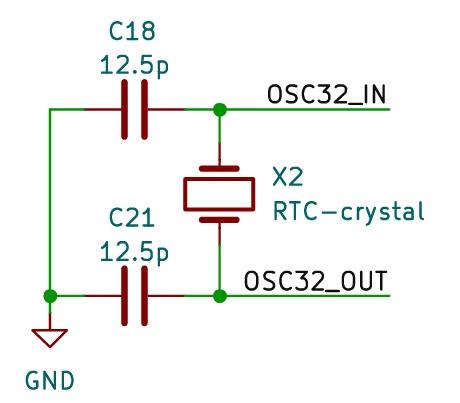 C18
12.5p
OSC32_IN
X2
RTC-crystal
C21
12.5p
OSC32_OUT
GND